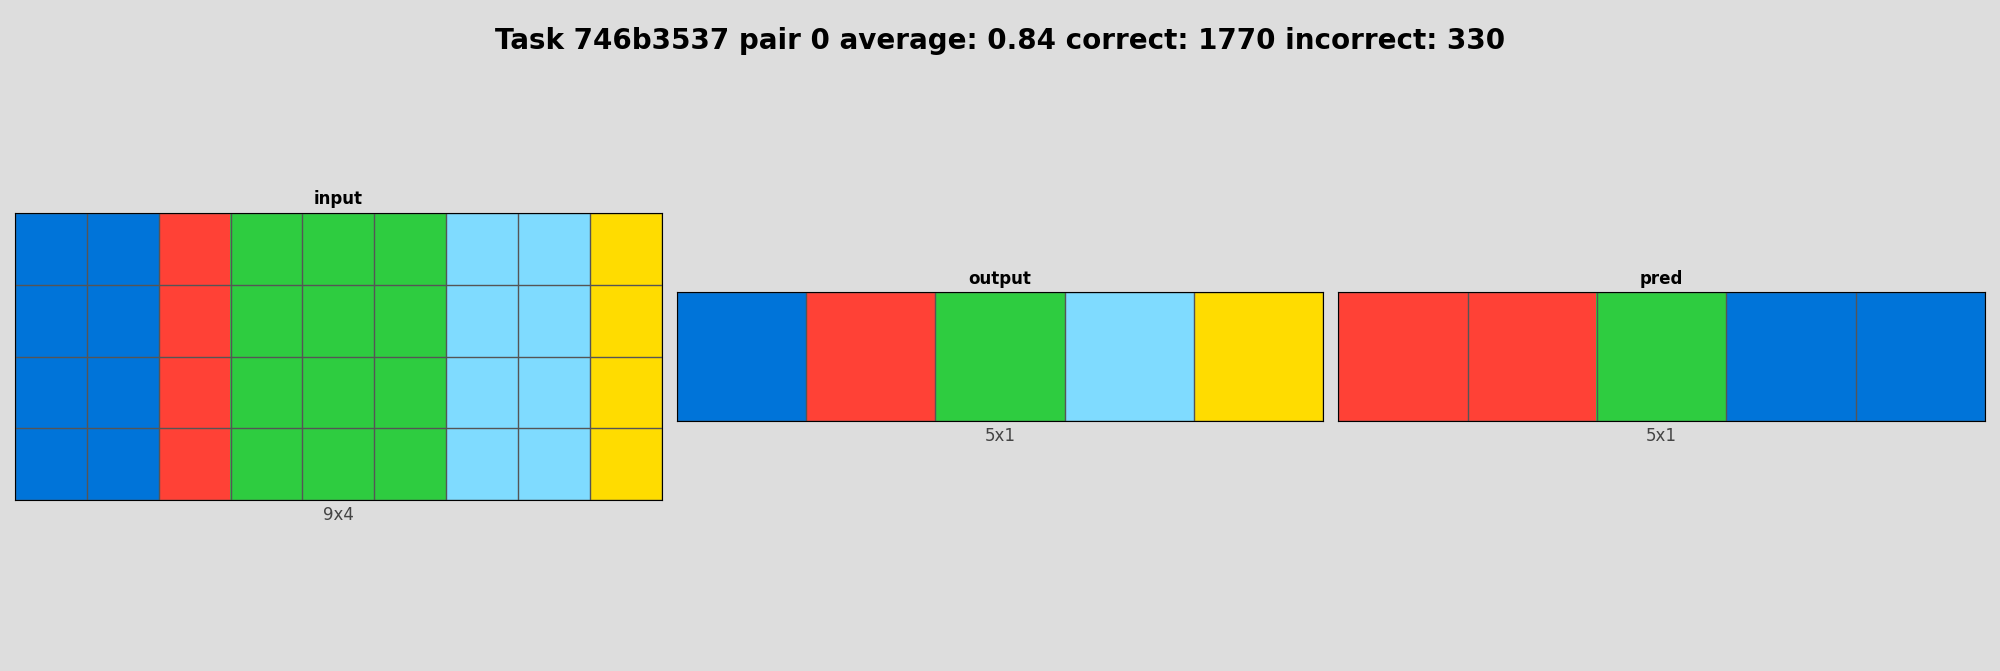 Task 746b3537 pair 0 average: 0.84 correct: 1770 incorrect: 330
input
output
pred
5x1
5x1
9x4